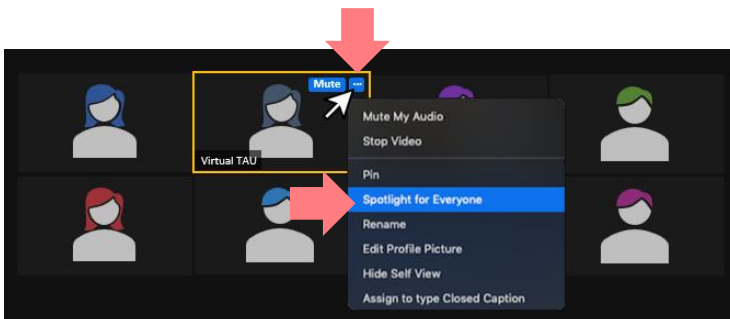 Mute ...
Mute My Audio
Stop Video
Virtual TAU
Pin
Spotlight for Everyone
Rename
Edit Profile Picture
Hide Self View
Assign to type Closed Caption